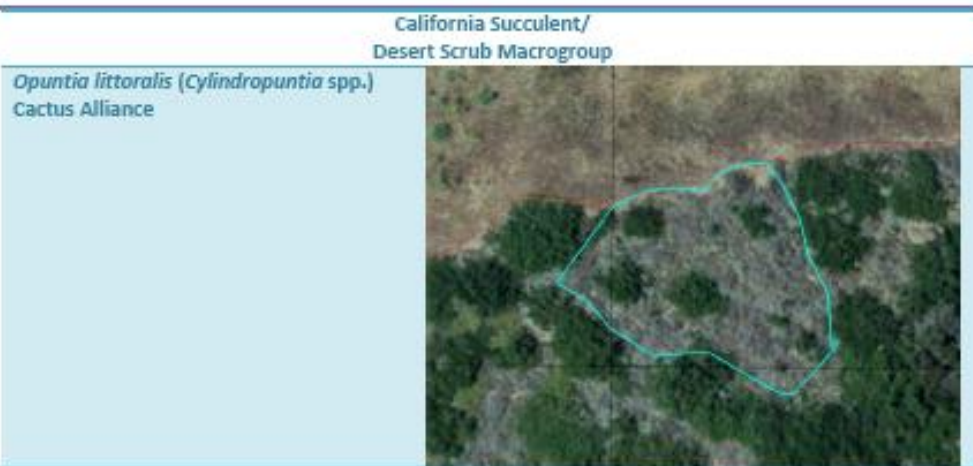 California Succulent/
Desert Scrub Macrogroup
Opuntia littoralis (Cylindropuntia spp.)
Cactus Alliance